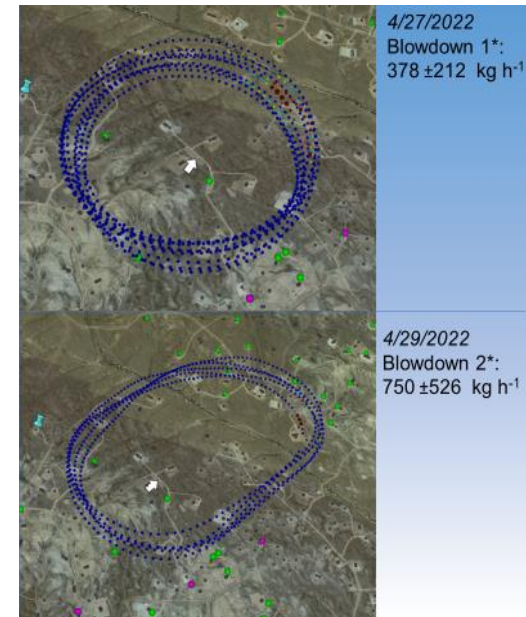 4/27/2022
Blowdown 1*:
378 ±212 kg h-1
4/29/2022
Blowdown 2*:
750 ±526 kg h-1